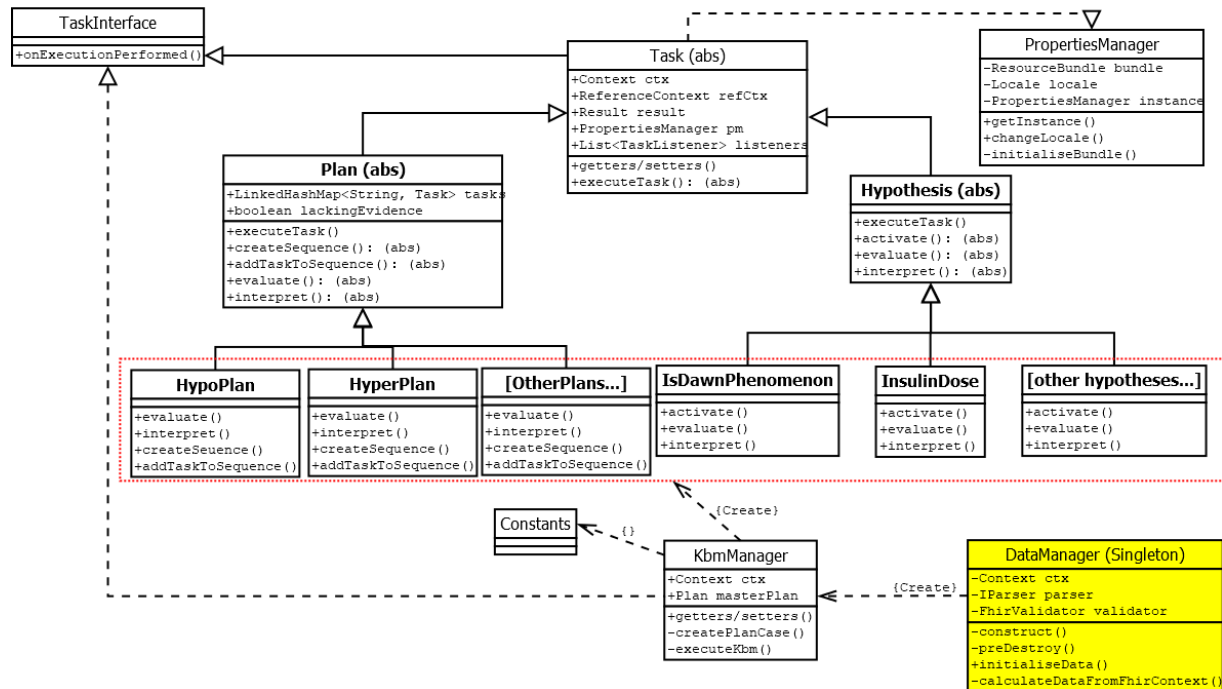 TaskInterface
+onExecutionPerformed()
Task (abs)
+Context ctx
+ReferenceContext refCtx
+Result result
+PropertiesManager pm
+List<TaskListener> listeners
+getters/setters()
+executeTask(): (abs)
PropertiesManager
-ResourceBundle bundle
-Locale locale
-PropertiesManager instance
+getInstance()
+changeLocale()
-initialiseBundle()
Plan (abs)
+LinkedHashMap<String, Task> tasks
+boolean lackingEvidence
+executeTask()
+createSequence(): (abs)
+addTaskToSequence(): (abs)
+evaluate(): (abs)
+interpret(): (abs)
Hypothesis (abs)
+executeTask()
+activate(): (abs)
+evaluate(): (abs)
+interpret(): (abs)
HypoPlan
+evaluate()
+interpret()
+createSeuence()
+addTaskToSequence()
HyperPlan
+evaluate()
+interpret()
+createSequence()
+addTaskToSequence()
[OtherPlans...]
+evaluate()
+interpret()
+createSequence()
+addTaskToSequence()
IsDawnPhenomenon
+activate()
+evaluate()
+interpret()
InsulinDose
+activate()
+evaluate()
+interpret()
[other hypotheses...]
+activate()
+evaluate()
+interpret()
{Create}
Constants
{}
KbmManager
+Context ctx
+Plan masterPlan
+getters/setters()
-createPlanCase()
-executeKbm()
{Create}
DataManager (Singleton)
-Context ctx
-IParser parser
-FhirValidator validator
-construct()
-preDestroy()
+initialiseData()
-calculateDataFromFhirContext()